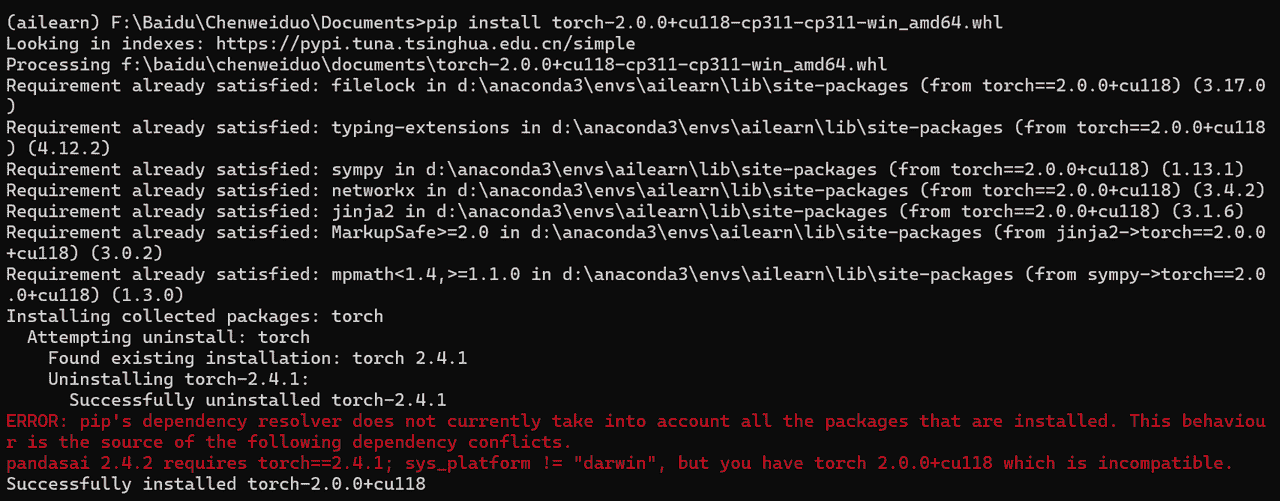 (ailearn) F:\Baidu\Chenweiduo\Documents>pip install torch-2.0.0+cu118-cp311-cp311-win_amd64.whl
Looking in indexes: https://pypi.tuna.tsinghua.edu.cn/simple
Processing f:\baidu\chenweiduo\documents\torch-2.0.0+cu118-cp311-cp311-win_amd64.whl
Requirement already satisfied: filelock in d:\anaconda3\envs\ailearn\lib\site-packages (from torch==2.0.0+cu118) (3.17.0
)
Requirement already satisfied: typing-extensions in d:\anaconda3\envs\ailearn\lib\site-packages (from torch==2.0.0+cu118
) (4.12.2)
Requirement already satisfied: sympy in d:\anaconda3\envs\ailearn\lib\site-packages (from torch==2.0.0+cu118) (1.13.1)
Requirement already satisfied: networkx in d:\anaconda3\envs\ailearn\lib\site-packages (from torch==2.0.0+cu118) (3.4.2)
Requirement already satisfied: jinja2 in d:\anaconda3\envs\ailearn\lib\site-packages (from torch==2.0.0+cu118) (3.1.6)
Requirement already satisfied: MarkupSafe>=2.0 in d:\anaconda3\envs\ailearn\lib\site-packages (from jinja2->torch==2.0.0
+cu118) (3.0.2)
Requirement already satisfied: mpmath<1.4,>=1.1.0 in d:\anaconda3\envs\ailearn\lib\site-packages (from sympy->torch==2.0
.0+cu118) (1.3.0)
Installing collected packages: torch
  Attempting uninstall: torch
    Found existing installation: torch 2.4.1
    Uninstalling torch-2.4.1:
      Successfully uninstalled torch-2.4.1
ERROR: pip's dependency resolver does not currently take into account all the packages that are installed. This behaviou
r is the source of the following dependency conflicts.
pandasai 2.4.2 requires torch==2.4.1; sys_platform != "darwin", but you have torch 2.0.0+cu118 which is incompatible.
Successfully installed torch-2.0.0+cu118